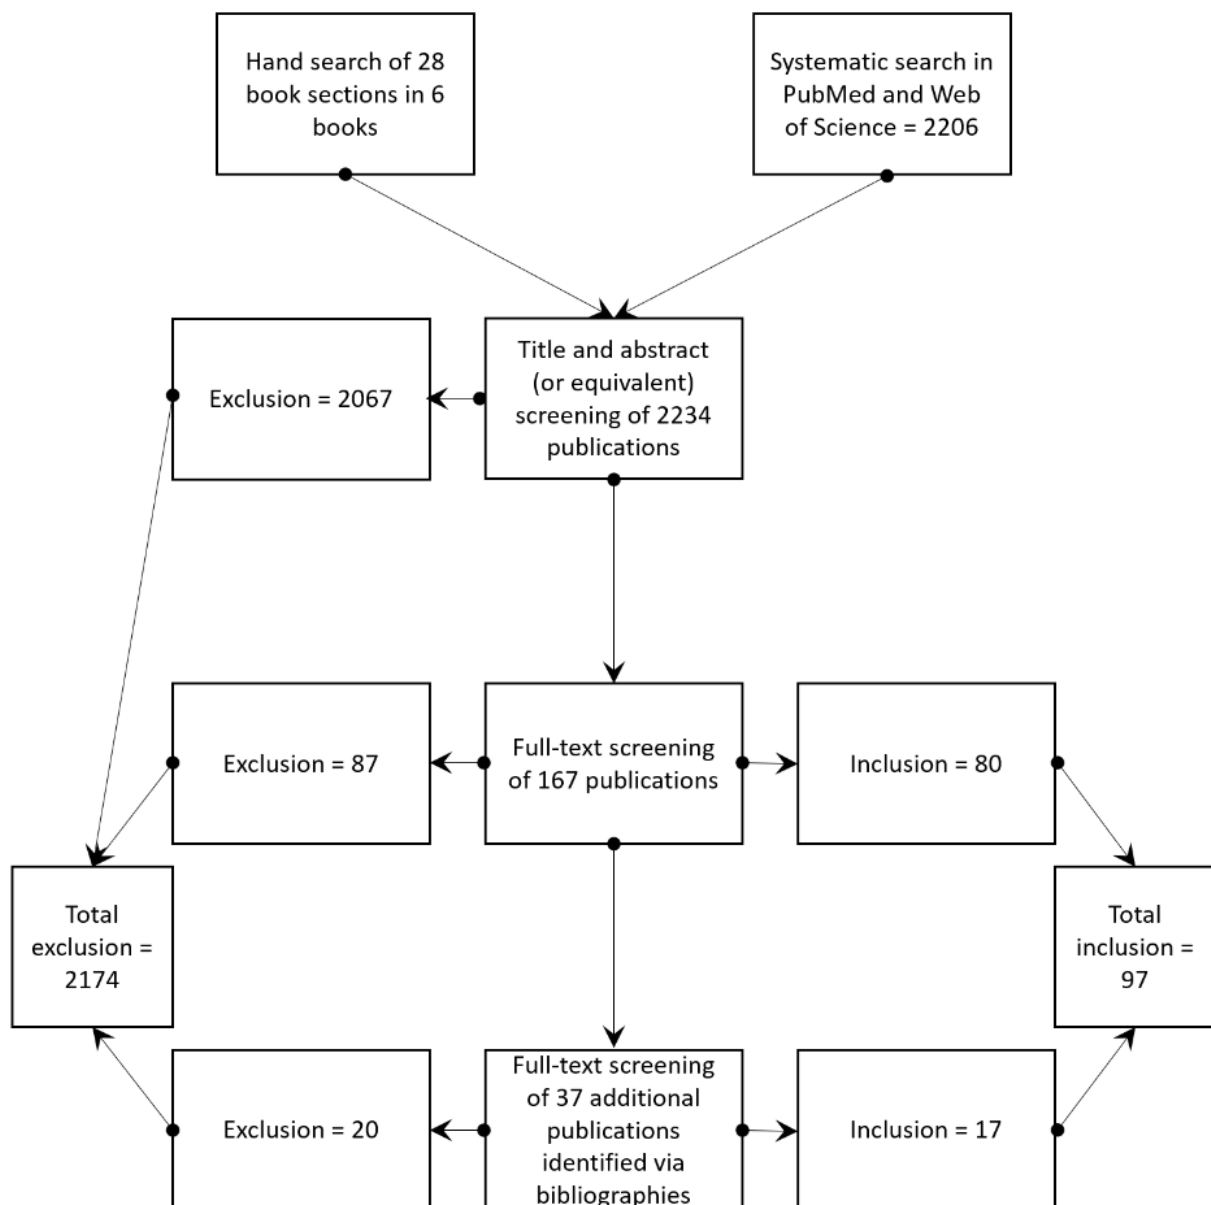 Hand search of 28
book sections in 6
books
Systematic search in
PubMed and Web
of Science = 2206
Exclusion = 2067
Title and abstract
(or equivalent)
screening of 2234
publications
Exclusion = 87
Full-text screening
of 167 publications
Inclusion = 80
Total
exclusion =
2174
Total
inclusion =
97
Exclusion = 20
Full-text screening
of 37 additional
publications
identified via
bibliographies
Inclusion = 17